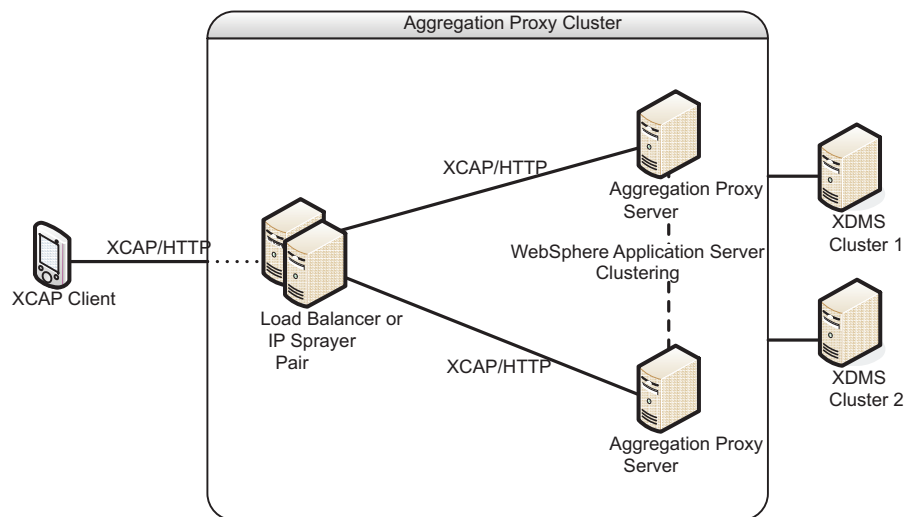 Aggregation Proxy Cluster
XCAP/HTTP
Aggregation Proxy
Server
XDMS
Cluster 1
XCAP/HTTP
XCAP Client
WebSphere Application Server
Clustering
Load Balancer or
IP Sprayer
Pair
XCAP/HTTP
XDMS
Cluster 2
Aggregation Proxy
Server